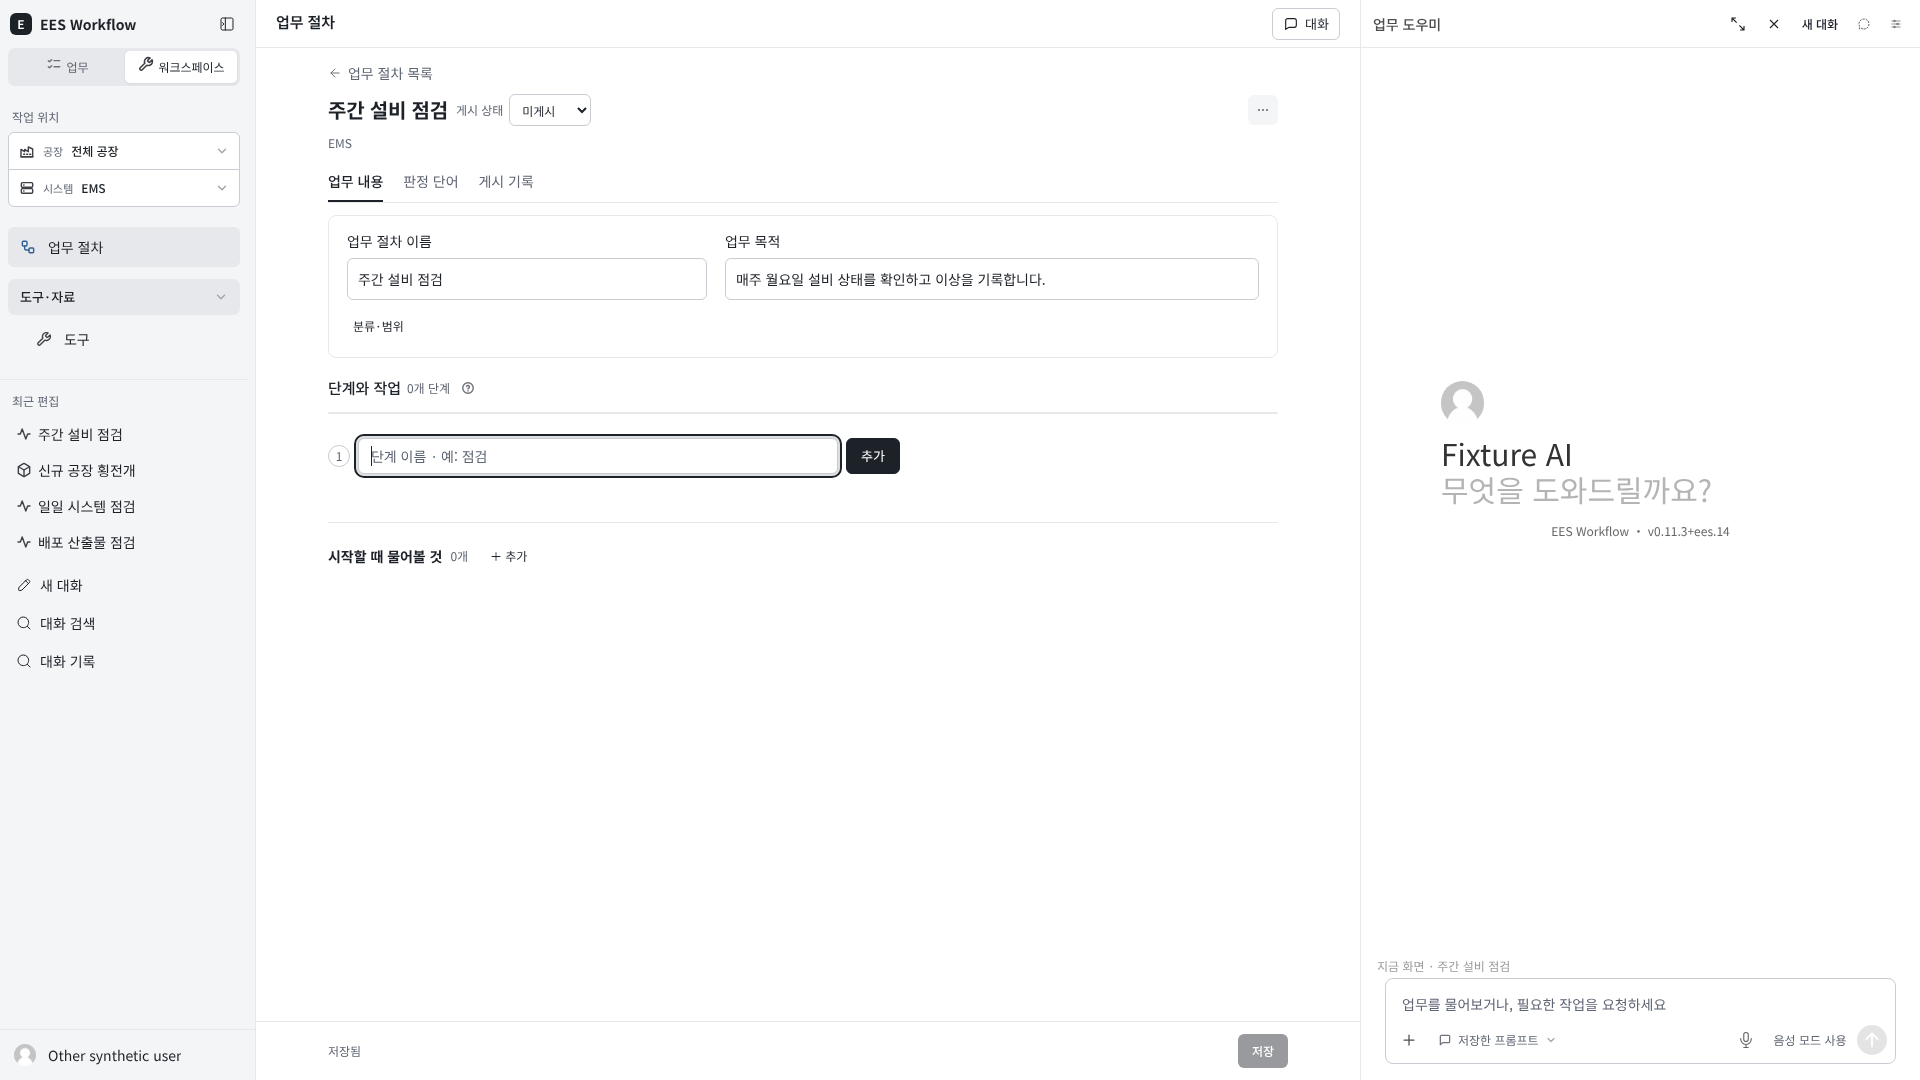 E EES Workflow
업무
워크스페이스
작업 위치
공장 전체 공장
시스템 EMS
업무 절차
도구·자료
도구
최근 편집
주간 설비 점검
신규 공장 횡전개
일일 시스템 점검
배포 산출물 점검
새 대화
대화 검색
대화 기록
Other synthetic user
업무 절차
대화
업무 절차 목록
주간 설비 점검 게시 상태 미게시
EMS
업무 내용 판정 단어 게시 기록
업무 절차 이름
주간 설비 점검
업무 목적
매주 월요일 설비 상태를 확인하고 이상을 기록합니다.
분류·범위
단계와 작업 0개 단계
1 단계 이름 · 예: 점검 추가
시작할 때 물어볼 것 0개 + 추가
저장됨
저장
업무 도우미
새 대화
Fixture AI
무엇을 도와드릴까요?
EES Workflow • v0.11.3+ees.14
지금 화면 · 주간 설비 점검
업무를 물어보거나, 필요한 작업을 요청하세요
저장한 프롬프트
음성 모드 사용